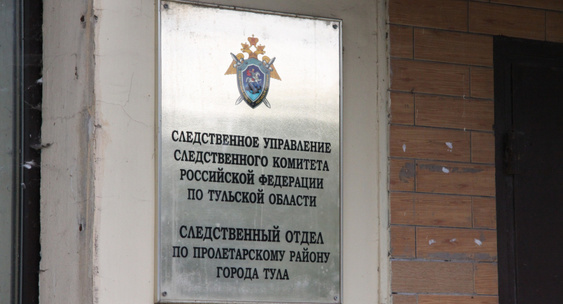 СЛЕДСТВЕННОЕ УПРАВЛЕНИЕ
СЛЕДСТВЕННОГО КОМИТЕТА
РОССИЙСКОЙ ФЕДЕРАЦИИ
ПО ТУЛЬСКОЙ ОБЛАСТИ
СЛЕДСТВЕННЫЙ ОТДЕЛ
ПО ПРОЛЕТАРСКОМУ РАЙОНУ
ГОРОДА ТУЛА